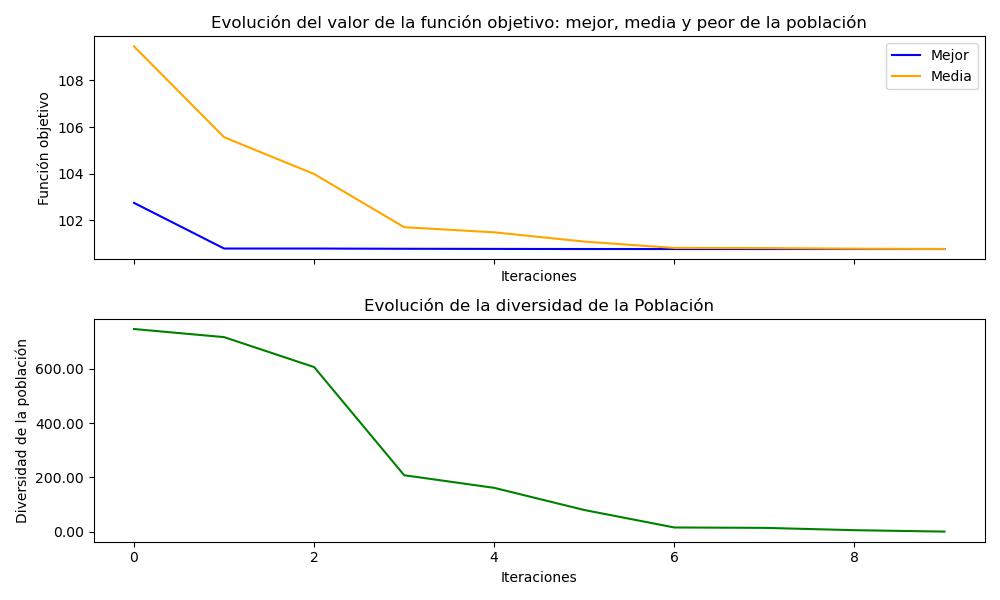 Evolución del valor de la función objetivo: mejor, media y peor de la población
Mejor
Media
108
106
104
102
Función objetivo
Iteraciones
Evolución de la diversidad de la Población
600.00
400.00
200.00
0.00
Diversidad de la población
0 2 4 6 8
Iteraciones